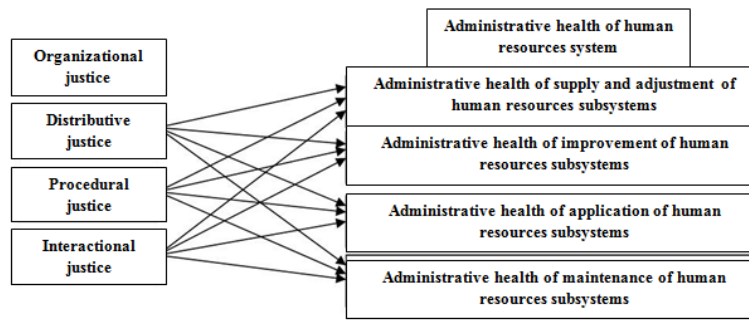 Organizational
justice
Distributive
justice
Procedural
justice
Interactional
justice
Administrative health of human
resources system
Administrative health of supply and adjustment of
human resources subsystems
Administrative health of improvement of human
resources subsystems
Administrative health of application of human
resources subsystems
Administrative health of maintenance of human
resources subsystems